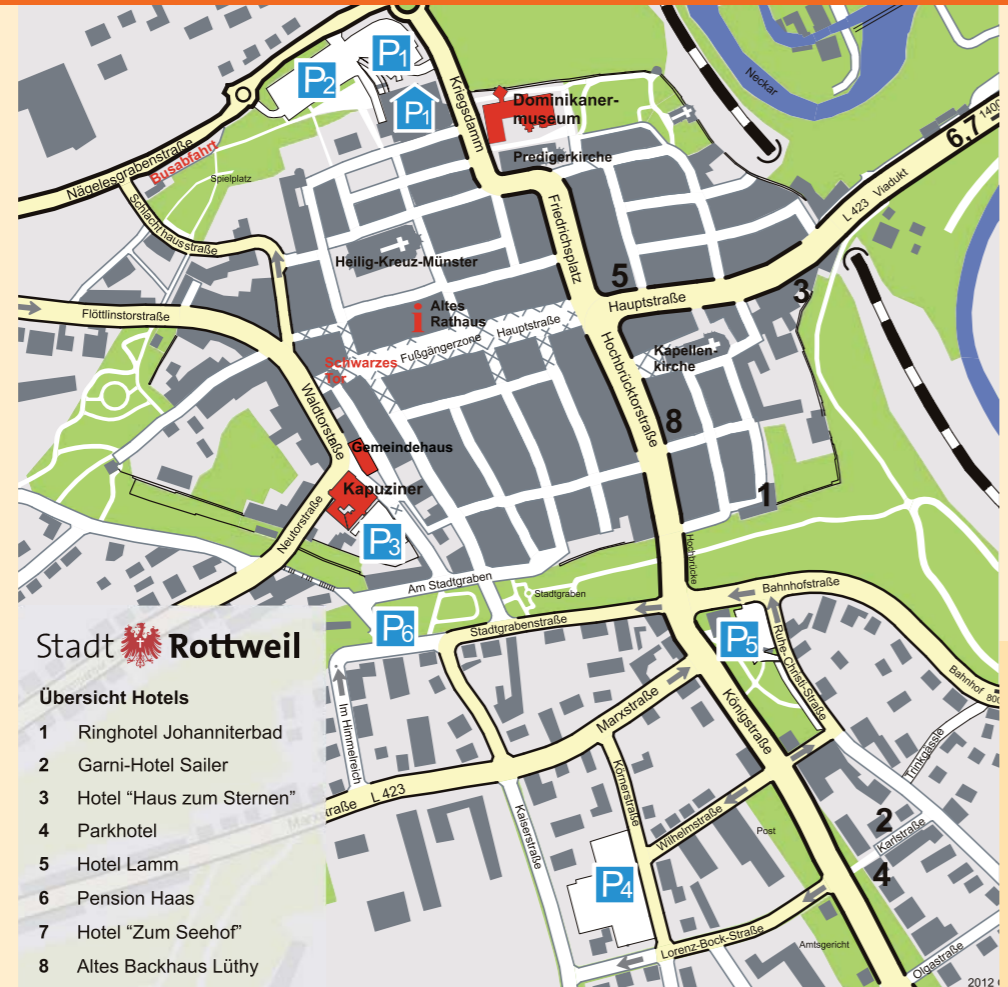 P1
P2
P1
Kriegsdamm
Neckar
Dominikaner-
museum
Predigerkirche
6,7
L 423 Viadukt
Nägelesgrabenstraße
Busabfahrt
Spielplatz
Schlachthausstraße
Friedrichsplatz
Heilig-Kreuz-Münster
5
Hauptstraße
3
Flöttlinstorstraße
i
Altes
Rathaus
Fußgängerzone
Hauptstraße
Schwarzes
Tor
Hochbrücktorstraße
Kapellen-
kirche
8
Waldtorstraße
Gemeindehaus
Kapuziner
1
Neutorstraße
P3
Hochbrücke
Am Stadtgraben
Stadtgraben
Bahnhofstraße
P6
Stadtgrabenstraße
P5
Ruhe-Christi-Straße
Bahnhof 800
Im Himmelreich
Marxstraße
Königstraße
Trinkgässle
Marxstraße L 423
Körnerstraße
Kaiserstraße
Wilhelmstraße
Post
2
Karlstraße
4
P4
Lorenz-Bock-Straße
Amtsgericht
Olgastraße
2012
Stadt Rottweil
Übersicht Hotels
1 Ringhotel Johanniterbad
2 Garni-Hotel Sailer
3 Hotel “Haus zum Sternen”
4 Parkhotel
5 Hotel Lamm
6 Pension Haas
7 Hotel “Zum Seehof”
8 Altes Backhaus Lüthy